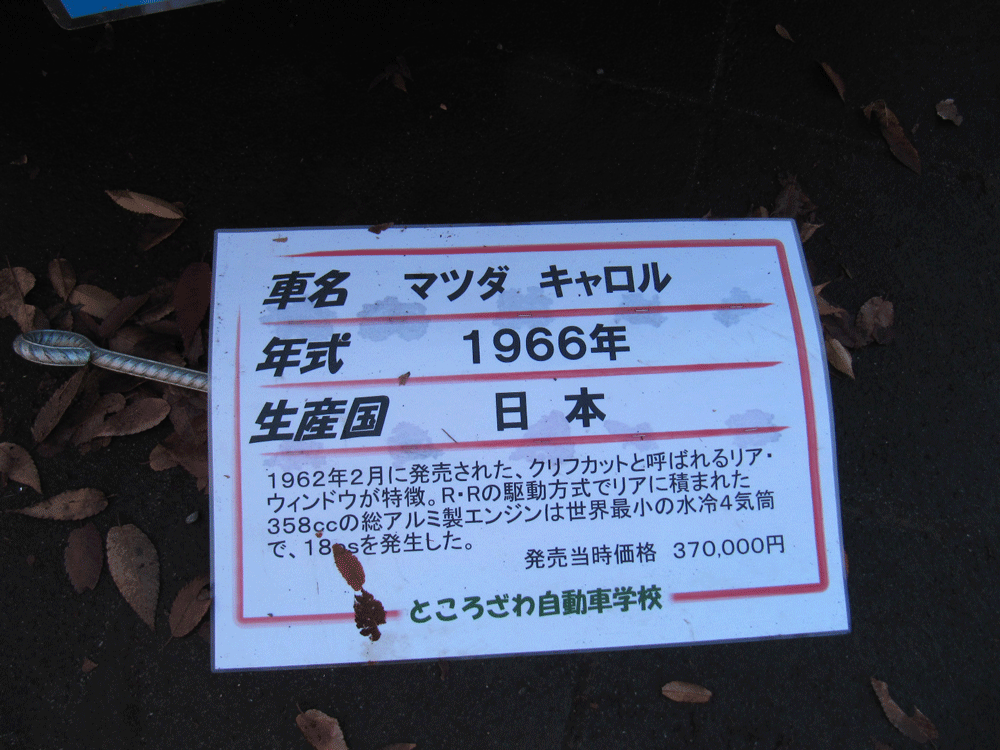 車名 マツダ キャロル
年式 1966年
生産国 日本
1962年2月に発売された、クリフカットと呼ばれるリア・
ウィンドウが特徴。R・Rの駆動方式でリアに積まれた
358ccの総アルミ製エンジンは世界最小の水冷4気筒
で、18psを発生した。
発売当時価格 370,000円
ところざわ自動車学校